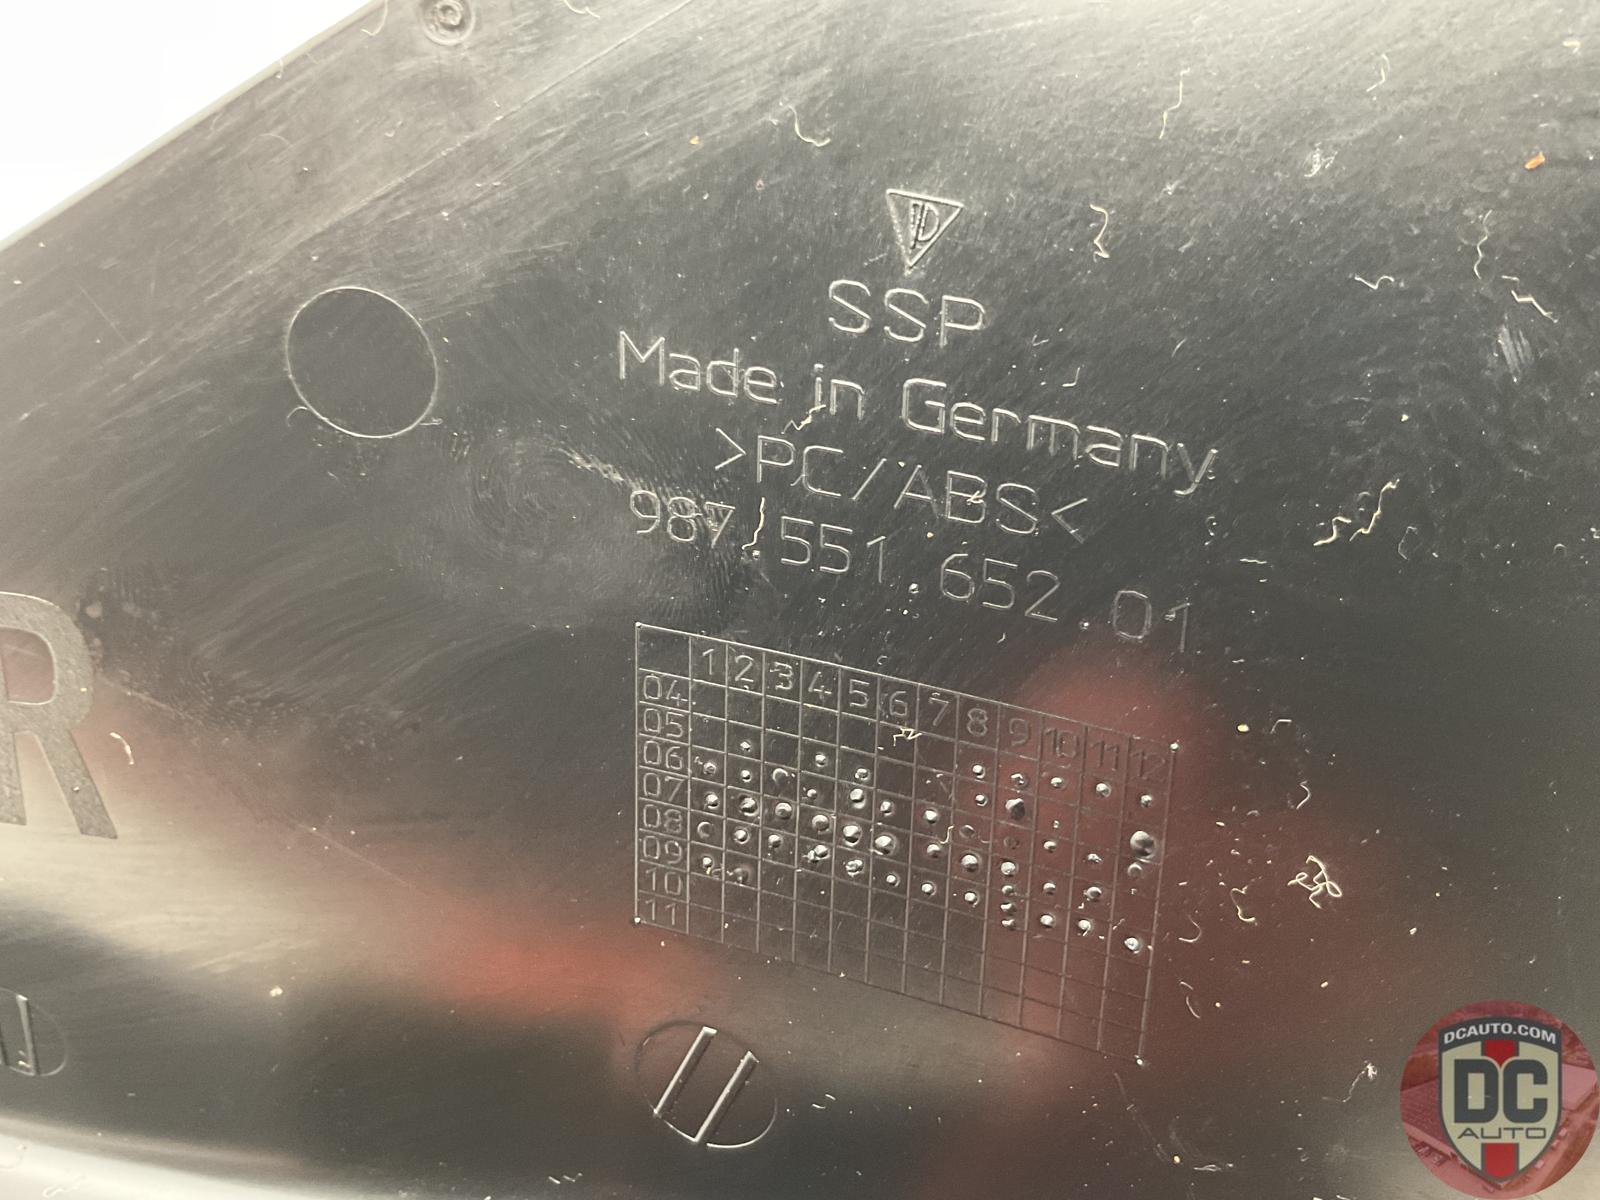 SSP
Made in Germany
>PC/ABS<
987.551.652.01
1 2 3 4 5 6 7 8 9 10 11 12
04
05
06
07
08
09
10
11
R
DCAUTO.COM
DC
AUTO